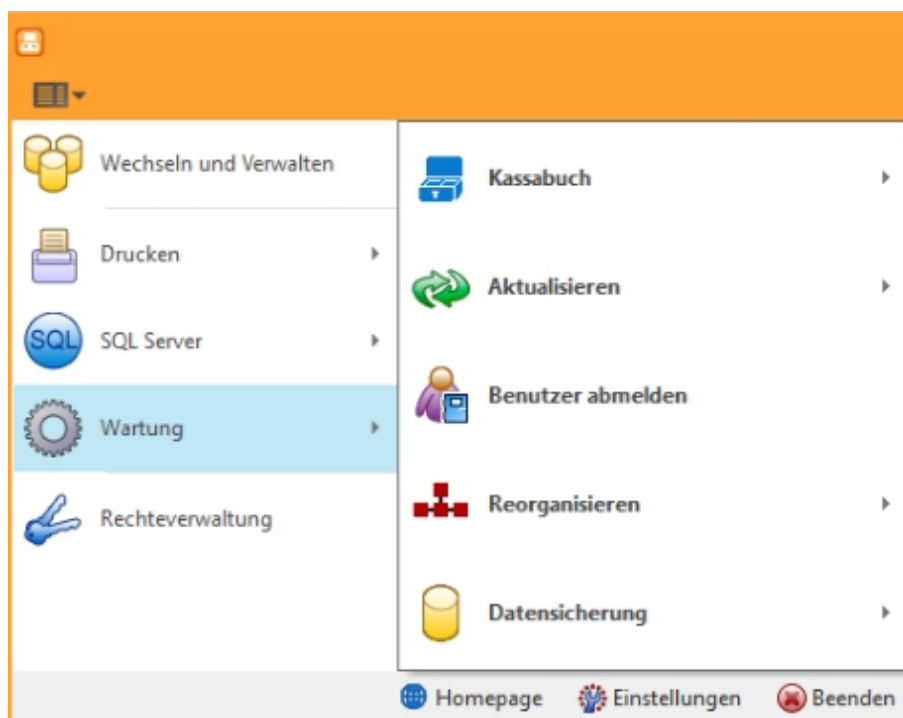 Wechseln und Verwalten
Drucken
SQL
SQL Server
Wartung
Rechteverwaltung
Kassabuch
Aktualisieren
Benutzer abmelden
Reorganisieren
Datensicherung
Homepage Einstellungen Beenden